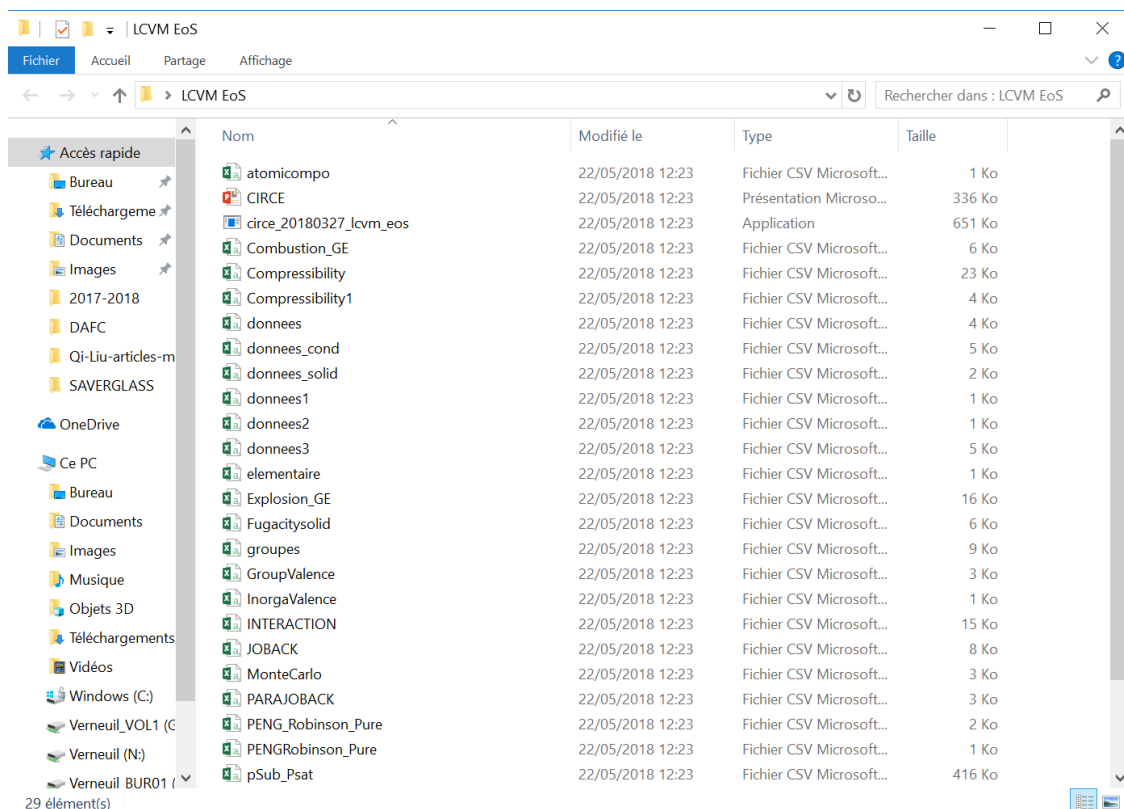 LCVM EoS
Fichier Accueil Partage Affichage
LCVM EoS Rechercher dans : LCVM EoS
Nom Modifié le Type Taille
Accès rapide
Bureau
Téléchargeme
Documents
Images
2017-2018
DAFC
Qi-Liu-articles-m
SAVERGLASS
OneDrive
Ce PC
Bureau
Documents
Images
Musique
Objets 3D
Téléchargements
Vidéos
Windows (C:)
Verneuil_VOL1 (G
Verneuil (N:)
Verneuil BUR01 (
atomicompo 22/05/2018 12:23 Fichier CSV Microsoft... 1 Ko
CIRCE 22/05/2018 12:23 Présentation Microso... 336 Ko
circe_20180327_lcvm_eos 22/05/2018 12:23 Application 651 Ko
Combustion_GE 22/05/2018 12:23 Fichier CSV Microsoft... 6 Ko
Compressibility 22/05/2018 12:23 Fichier CSV Microsoft... 23 Ko
Compressibility1 22/05/2018 12:23 Fichier CSV Microsoft... 4 Ko
donnees 22/05/2018 12:23 Fichier CSV Microsoft... 4 Ko
donnees_cond 22/05/2018 12:23 Fichier CSV Microsoft... 5 Ko
donnees_solid 22/05/2018 12:23 Fichier CSV Microsoft... 2 Ko
donnees1 22/05/2018 12:23 Fichier CSV Microsoft... 1 Ko
donnees2 22/05/2018 12:23 Fichier CSV Microsoft... 1 Ko
donnees3 22/05/2018 12:23 Fichier CSV Microsoft... 5 Ko
elementaire 22/05/2018 12:23 Fichier CSV Microsoft... 1 Ko
Explosion_GE 22/05/2018 12:23 Fichier CSV Microsoft... 16 Ko
Fugacitysolid 22/05/2018 12:23 Fichier CSV Microsoft... 6 Ko
groupes 22/05/2018 12:23 Fichier CSV Microsoft... 9 Ko
GroupValence 22/05/2018 12:23 Fichier CSV Microsoft... 3 Ko
InorgaValence 22/05/2018 12:23 Fichier CSV Microsoft... 1 Ko
INTERACTION 22/05/2018 12:23 Fichier CSV Microsoft... 15 Ko
JOBACK 22/05/2018 12:23 Fichier CSV Microsoft... 8 Ko
MonteCarlo 22/05/2018 12:23 Fichier CSV Microsoft... 3 Ko
PARAJOBACK 22/05/2018 12:23 Fichier CSV Microsoft... 3 Ko
PENG_Robinson_Pure 22/05/2018 12:23 Fichier CSV Microsoft... 2 Ko
PENGRobinson_Pure 22/05/2018 12:23 Fichier CSV Microsoft... 1 Ko
pSub_Psat 22/05/2018 12:23 Fichier CSV Microsoft... 416 Ko
29 élément(s)